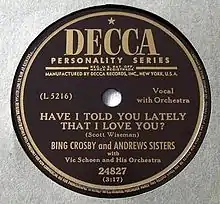 DECCA
PERSONALITY SERIES
MANUFACTURED BY DECCA RECORDS, INC., NEW YORK, U.S.A.
(L 5216)
Vocal
with Orchestra
HAVE I TOLD YOU LATELY
THAT I LOVE YOU?
(Scott Wiseman)
BING CROSBY and ANDREWS SISTERS
with
Vic Schoen and His Orchestra
24827
(3:17)